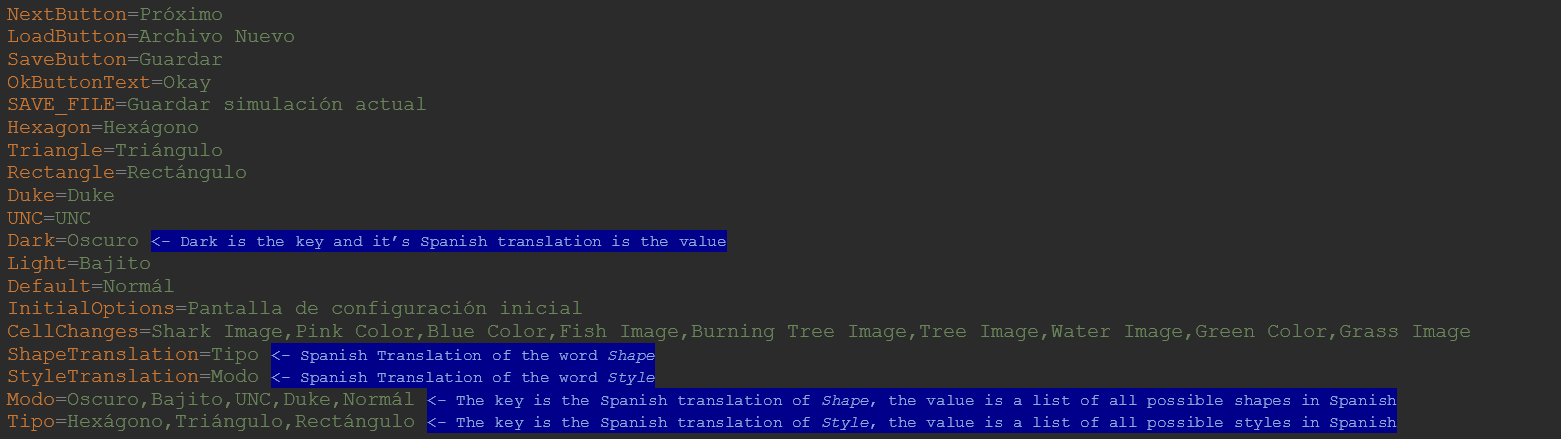 NextButton=Próximo
LoadButton=Archivo Nuevo
SaveButton=Guardar
OkButtonText=Okay
SAVE_FILE=Guardar simulación actual
Hexagon=Hexágono
Triangle=Triángulo
Rectangle=Rectángulo
Duke=Duke
UNC=UNC
Dark=Oscuro <- Dark is the key and it’s Spanish translation is the value
Light=Bajito
Default=Normál
InitialOptions=Pantalla de configuración inicial
CellChanges=Shark Image,Pink Color,Blue Color,Fish Image,Burning Tree Image,Tree Image,Water Image,Green Color,Grass Image
ShapeTranslation=Tipo <- Spanish Translation of the word Shape
StyleTranslation=Modo <- Spanish Translation of the word Style
Modo=Oscuro,Bajito,UNC,Duke,Normál <- The key is the Spanish translation of Shape, the value is a list of all possible shapes in Spanish
Tipo=Hexágono,Triángulo,Rectángulo <- The key is the Spanish translation of Style, the value is a list of all possible styles in Spanish